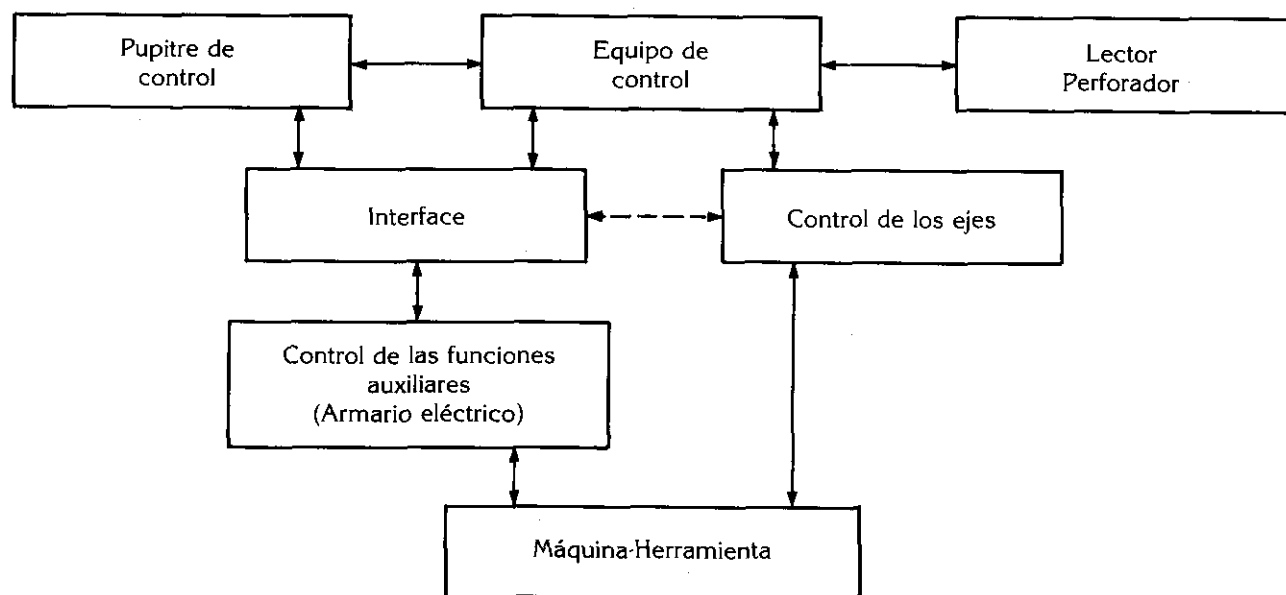 Pupitre de
control
Equipo de
control
Lector
Perforador
Interface
Control de los ejes
Control de las funciones
auxiliares
(Armario eléctrico)
Máquina-Herramienta